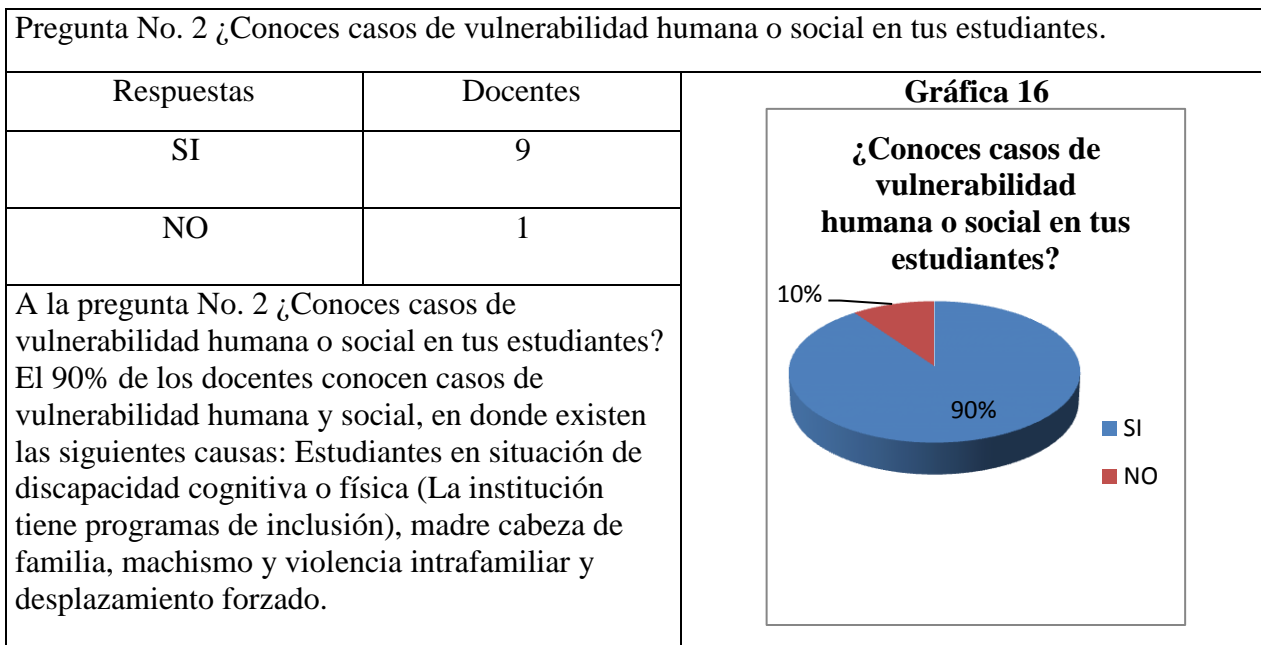 Pregunta No. 2 ¿Conoces casos de vulnerabilidad humana o social en tus estudiantes.
Respuestas Docentes
SI 9
NO 1
A la pregunta No. 2 ¿Conoces casos de
vulnerabilidad humana o social en tus estudiantes?
El 90% de los docentes conocen casos de
vulnerabilidad humana y social, en donde existen
las siguientes causas: Estudiantes en situación de
discapacidad cognitiva o física (La institución
tiene programas de inclusión), madre cabeza de
familia, machismo y violencia intrafamiliar y
desplazamiento forzado.
Gráfica 16
¿Conoces casos de
vulnerabilidad
humana o social en tus
estudiantes?
10%
90%
SI
NO